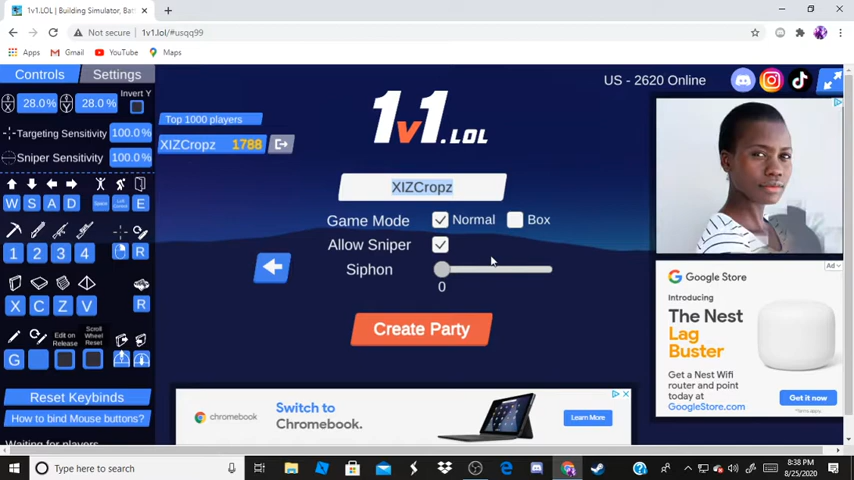 1v1.LOL | Building Simulator, Bat
Not secure | 1v1.lol/#usqq99
Apps
Gmail
YouTube
Maps
Controls
Settings
Invert Y
X
28.0%
Y
28.0%
Targeting Sensitivity
100.0%
Sniper Sensitivity
100.0%
W
S
A
D
Space
E
1
2
3
4
R
X
C
Z
V
R
G
Edit on
Release
Scroll
Wheel
Reset
Reset Keybinds
How to bind Mouse buttons?
Waiting for players
Top 1000 players
XIZCropz 1788
1v1.LOL
XIZCropz
Game Mode
Normal
Box
Allow Sniper
Siphon
0
Create Party
US - 2620 Online
Ad
Google Store
Introducing
The Nest
Lag
Buster
Get a Nest Wifi
router and point
today at
GoogleStore.com
Get it now
chromebook
Switch to
Chromebook.
Learn More
Type here to search
8:38 PM
8/25/2020